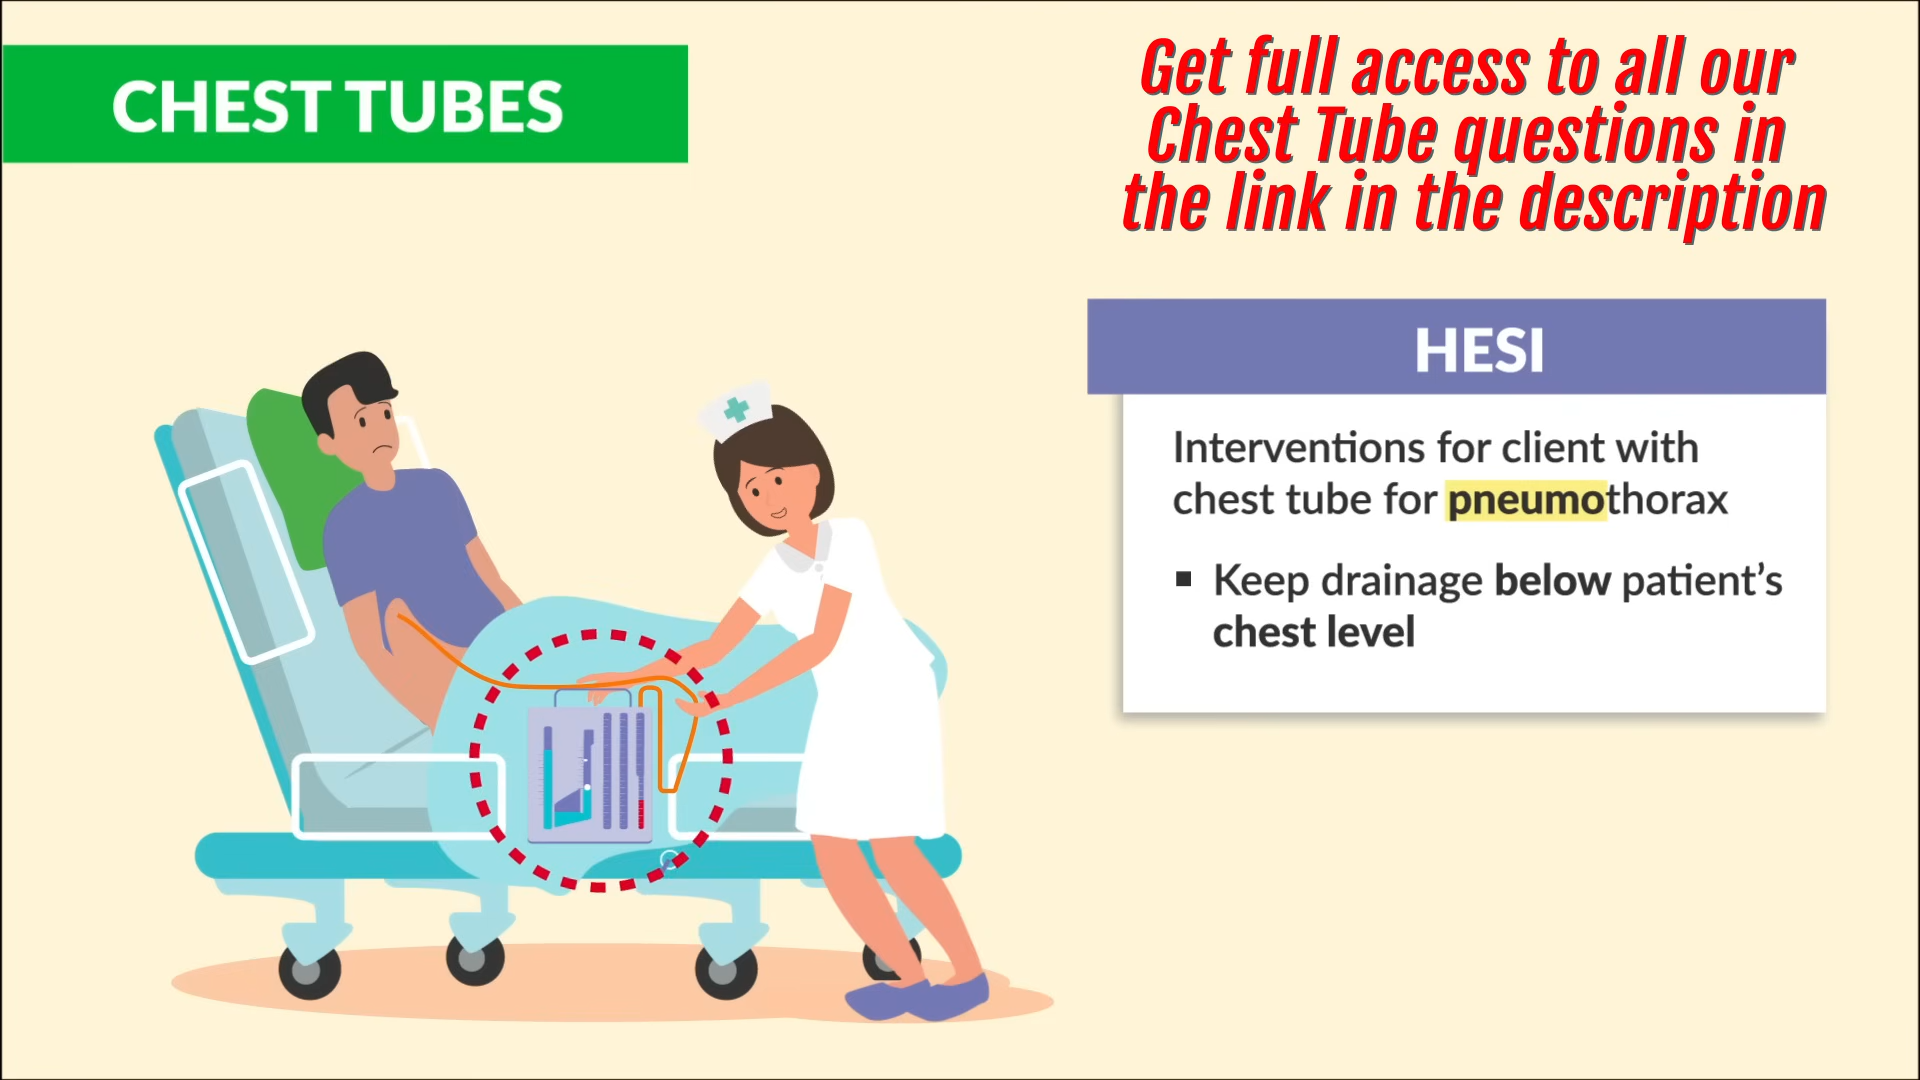 CHEST TUBES
Get full access to all our
Chest Tube questions in
the link in the description
HESI
Interventions for client with
chest tube for pneumothorax
▪ Keep drainage below patient’s
chest level